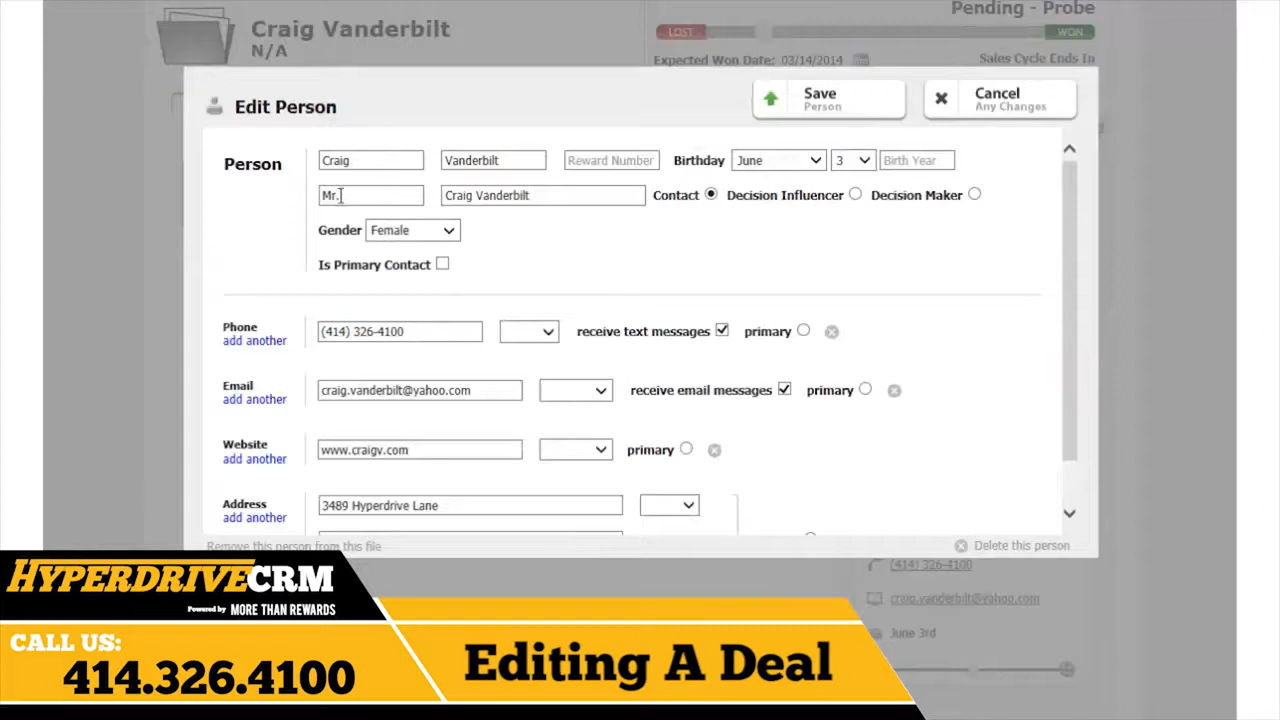 Craig Vanderbilt
N/A
Pending - Probe
LOST
WON
Expected Won Date: 03/14/2014
Sales Cycle Ends In
Edit Person
Save
Person
Cancel
Any Changes
Person
Craig
Vanderbilt
Reward Number
Birthday
June
3
Birth Year
Mr.
Craig Vanderbilt
Contact
Decision Influencer
Decision Maker
Gender
Female
Is Primary Contact
Phone
add another
(414) 326-4100
receive text messages
primary
Email
add another
craig.vanderbilt@yahoo.com
receive email messages
primary
Website
add another
www.craigv.com
primary
Address
add another
3489 Hyperdrive Lane
Remove this person from this file
Delete this person
(414) 326-4100
craig.vanderbilt@yahoo.com
June 3rd
HYPERDRIVECRM
Powered by MORE THAN REWARDS
CALL US:
414.326.4100
Editing A Deal